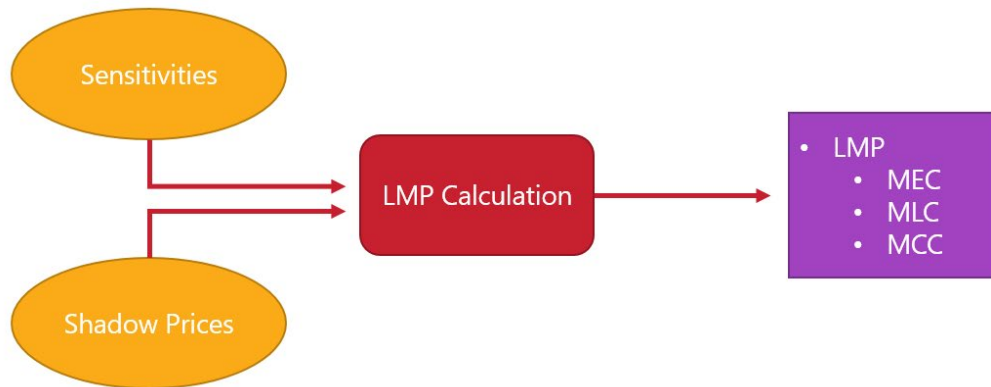 Sensitivities
Shadow Prices
LMP Calculation
• LMP
• MEC
• MLC
• MCC